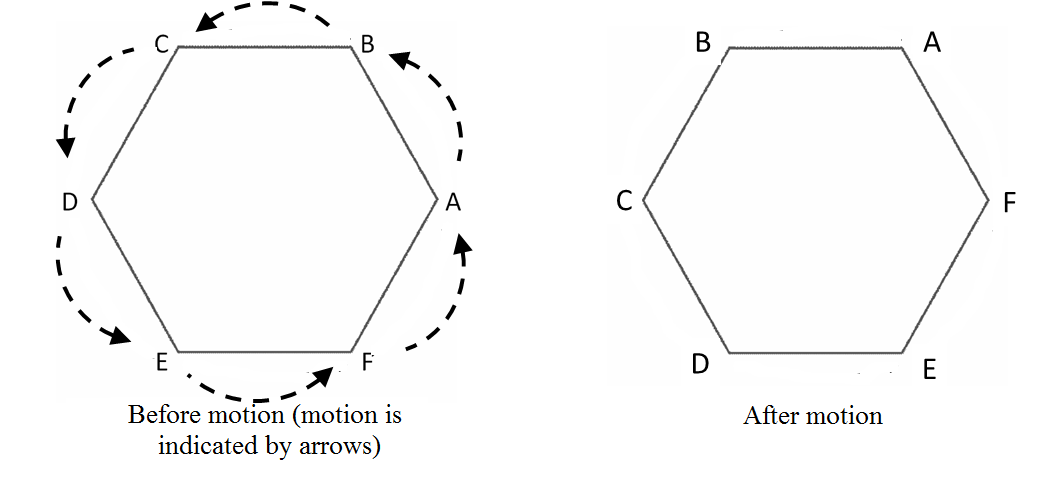 C B
D A
E F
Before motion (motion is
indicated by arrows)
B A
C F
D E
After motion